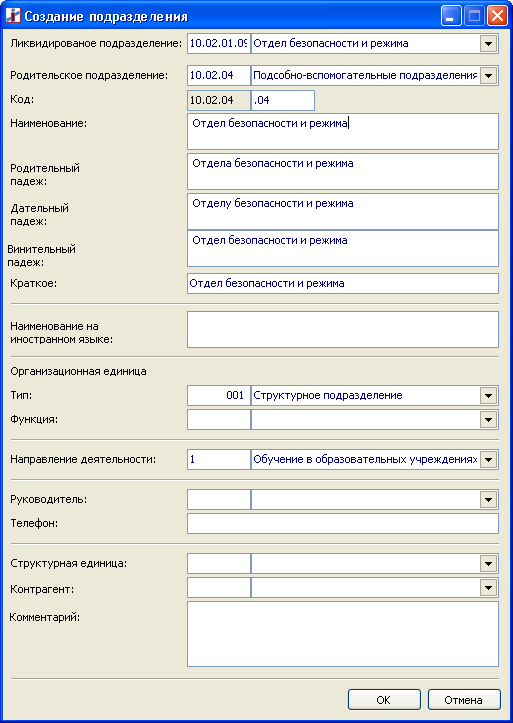 Создание подразделения
Ликвидированое подразделение: 10.02.01.09 Отдел безопасности и режима
Родительское подразделение: 10.02.04 Подсобно-вспомогательные подразделения
Код: 10.02.04 .04
Наименование: Отдел безопасности и режима
Родительный Отдела безопасности и режима
падеж:
Дательный Отделу безопасности и режима
падеж:
Винительный Отдел безопасности и режима
падеж:
Краткое: Отдел безопасности и режима
Наименование на
иностранном языке:
Организационная единица
Тип: 001 Структурное подразделение
Функция:
Направление деятельности: 1 Обучение в образовательных учреждениях
Руководитель:
Телефон:
Структурная единица:
Контрагент:
Комментарий:
ОК Отмена